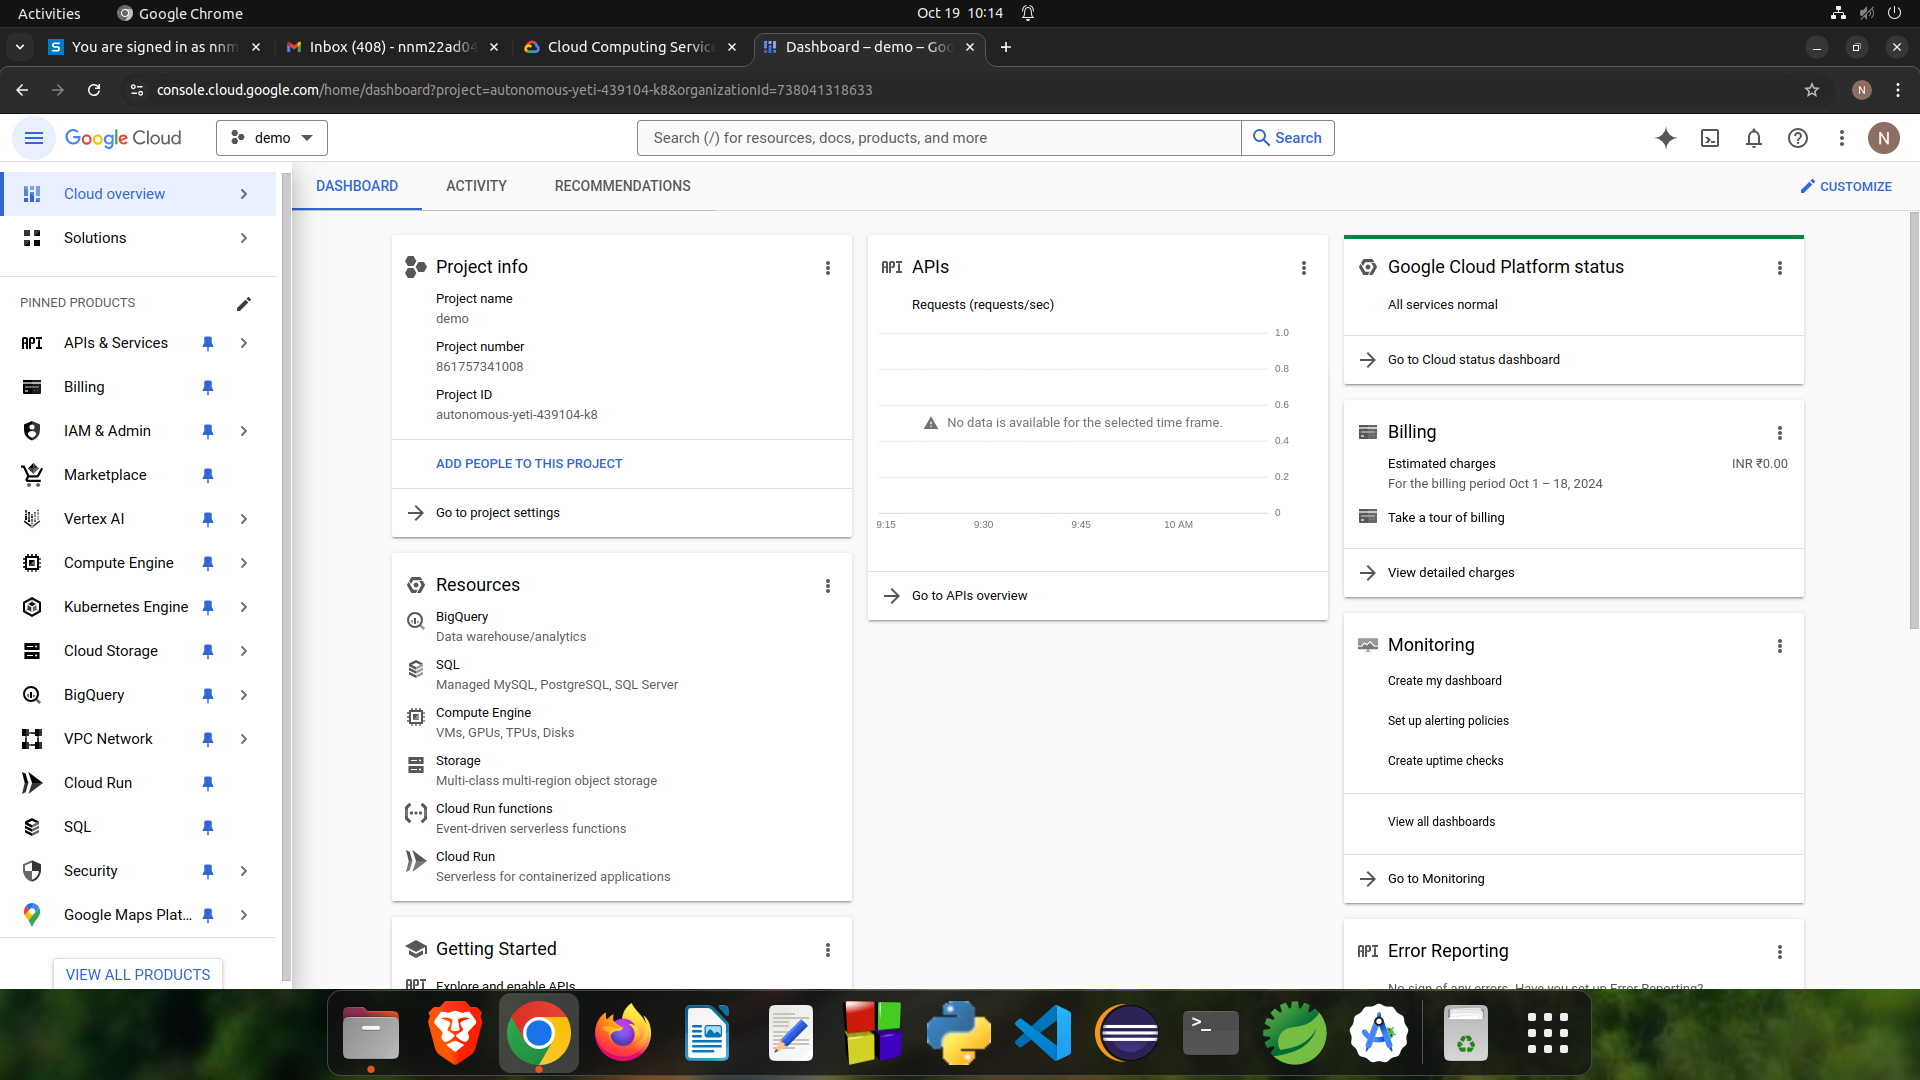 Activities
Google Chrome
Oct 19 10:14
You are signed in as nnm
Inbox (408) - nnm22ad04
Cloud Computing Service
Dashboard – demo – Goo
console.cloud.google.com/home/dashboard?project=autonomous-yeti-439104-k8&organizationId=738041318633
N
Google Cloud
demo
Search (/) for resources, docs, products, and more
Search
N
Cloud overview
Solutions
PINNED PRODUCTS
API APIs & Services
Billing
IAM & Admin
Marketplace
Vertex AI
Compute Engine
Kubernetes Engine
Cloud Storage
BigQuery
VPC Network
Cloud Run
SQL
Security
Google Maps Plat...
VIEW ALL PRODUCTS
DASHBOARD
ACTIVITY
RECOMMENDATIONS
CUSTOMIZE
Project info
Project name
demo
Project number
861757341008
Project ID
autonomous-yeti-439104-k8
ADD PEOPLE TO THIS PROJECT
Go to project settings
Resources
BigQuery
Data warehouse/analytics
SQL
Managed MySQL, PostgreSQL, SQL Server
Compute Engine
VMs, GPUs, TPUs, Disks
Storage
Multi-class multi-region object storage
Cloud Run functions
Event-driven serverless functions
Cloud Run
Serverless for containerized applications
Getting Started
API Explore and enable APIs
API APIs
Requests (requests/sec)
1.0
0.8
0.6
No data is available for the selected time frame.
0.4
0.2
0
9:15
9:30
9:45
10 AM
Go to APIs overview
Google Cloud Platform status
All services normal
Go to Cloud status dashboard
Billing
Estimated charges
INR ₹0.00
For the billing period Oct 1 – 18, 2024
Take a tour of billing
View detailed charges
Monitoring
Create my dashboard
Set up alerting policies
Create uptime checks
View all dashboards
Go to Monitoring
API Error Reporting
No sign of any errors. Have you set up Error Reporting?